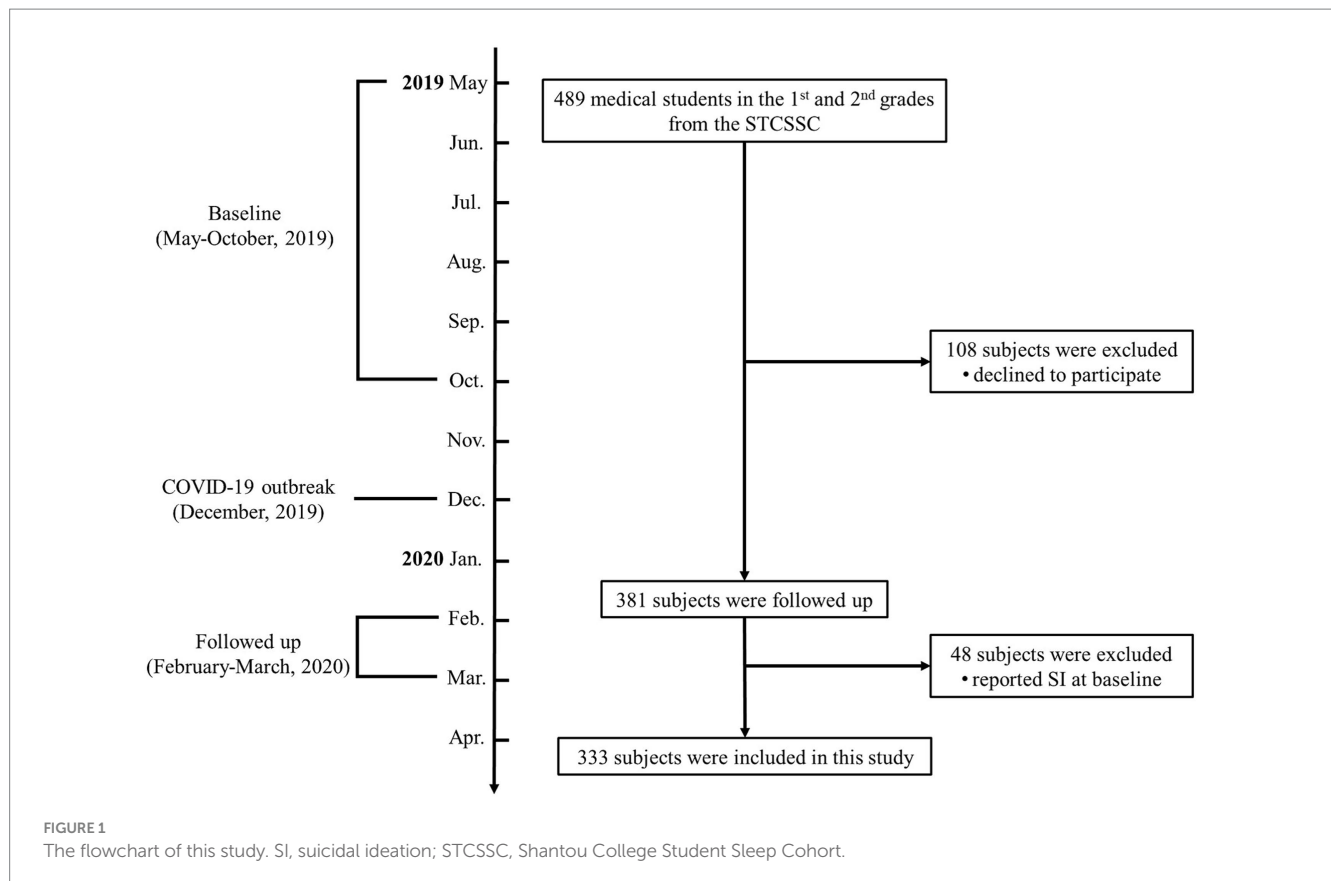 2019 May
Jun.
Jul.
Aug.
Sep.
Oct.
Nov.
Dec.
2020 Jan.
Feb.
Mar.
Apr.
Baseline
(May-October, 2019)
COVID-19 outbreak
(December, 2019)
Followed up
(February-March, 2020)
489 medical students in the 1st and 2nd grades
from the STCSSC
108 subjects were excluded
• declined to participate
381 subjects were followed up
48 subjects were excluded
• reported SI at baseline
333 subjects were included in this study
FIGURE 1
The flowchart of this study. SI, suicidal ideation; STCSSC, Shantou College Student Sleep Cohort.